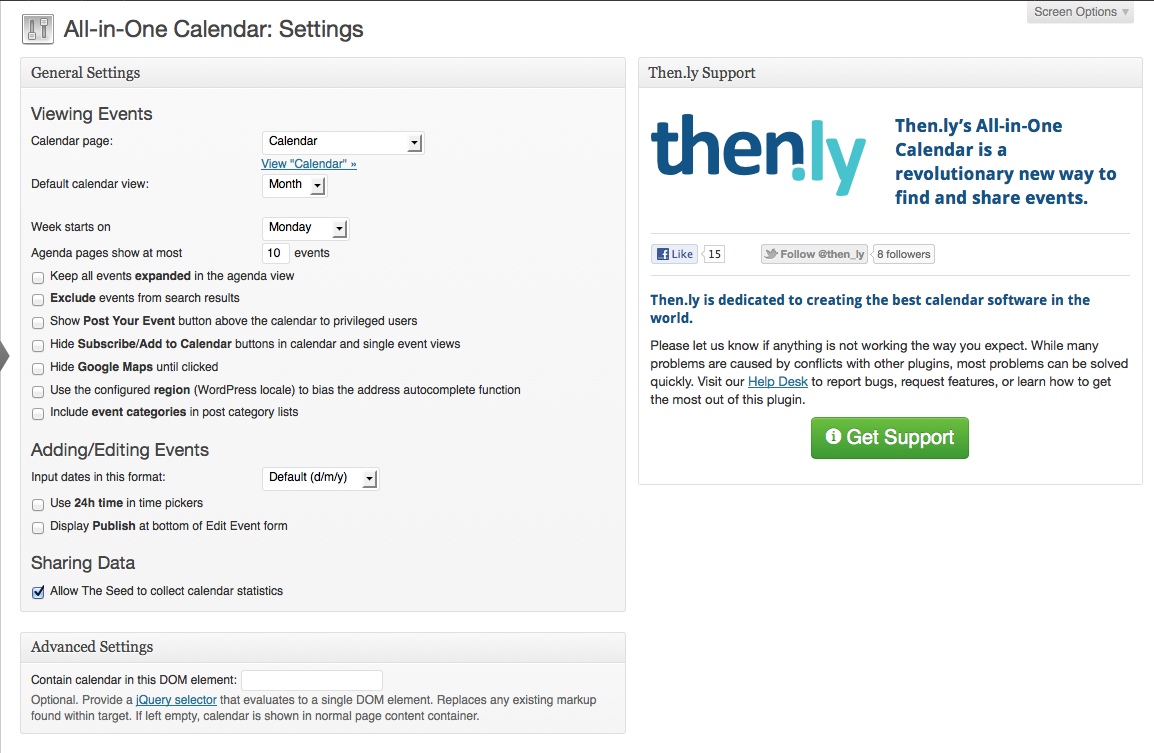 Screen Options
All-in-One Calendar: Settings
General Settings
Viewing Events
Calendar page:
Calendar
View "Calendar" »
Default calendar view:
Month
Week starts on
Monday
Agenda pages show at most
10 events
Keep all events expanded in the agenda view
Exclude events from search results
Show Post Your Event button above the calendar to privileged users
Hide Subscribe/Add to Calendar buttons in calendar and single event views
Hide Google Maps until clicked
Use the configured region (WordPress locale) to bias the address autocomplete function
Include event categories in post category lists
Adding/Editing Events
Input dates in this format:
Default (d/m/y)
Use 24h time in time pickers
Display Publish at bottom of Edit Event form
Sharing Data
Allow The Seed to collect calendar statistics
Advanced Settings
Contain calendar in this DOM element:
Optional. Provide a jQuery selector that evaluates to a single DOM element. Replaces any existing markup
found within target. If left empty, calendar is shown in normal page content container.
Then.ly Support
then.ly
Then.ly's All-in-One
Calendar is a
revolutionary new way to
find and share events.
Like 15
Follow @then_ly 8 followers
Then.ly is dedicated to creating the best calendar software in the
world.
Please let us know if anything is not working the way you expect. While many
problems are caused by conflicts with other plugins, most problems can be solved
quickly. Visit our Help Desk to report bugs, request features, or learn how to get
the most out of this plugin.
Get Support